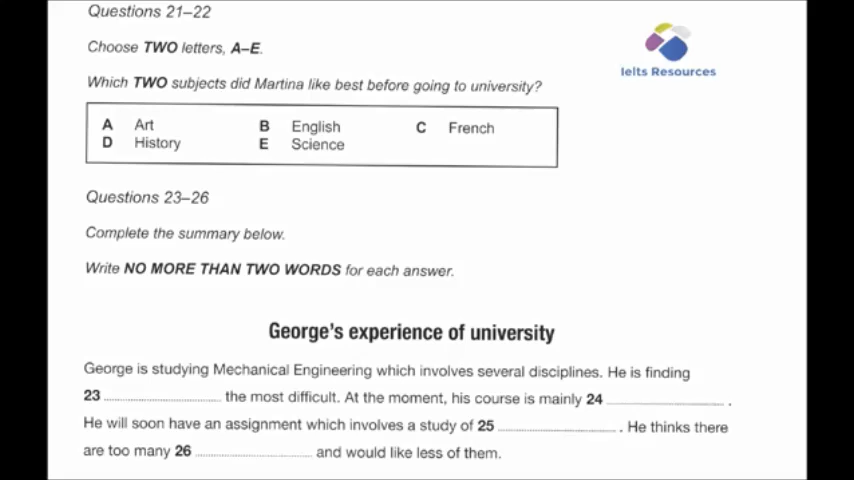 Questions 21–22
Choose TWO letters, A–E.
Ielts Resources
Which TWO subjects did Martina like best before going to university?
A Art B English C French
D History E Science
Questions 23–26
Complete the summary below.
Write NO MORE THAN TWO WORDS for each answer.
George's experience of university
George is studying Mechanical Engineering which involves several disciplines. He is finding
23 ........................ the most difficult. At the moment, his course is mainly 24 ........................ .
He will soon have an assignment which involves a study of 25 ........................ . He thinks there
are too many 26 ........................ and would like less of them.